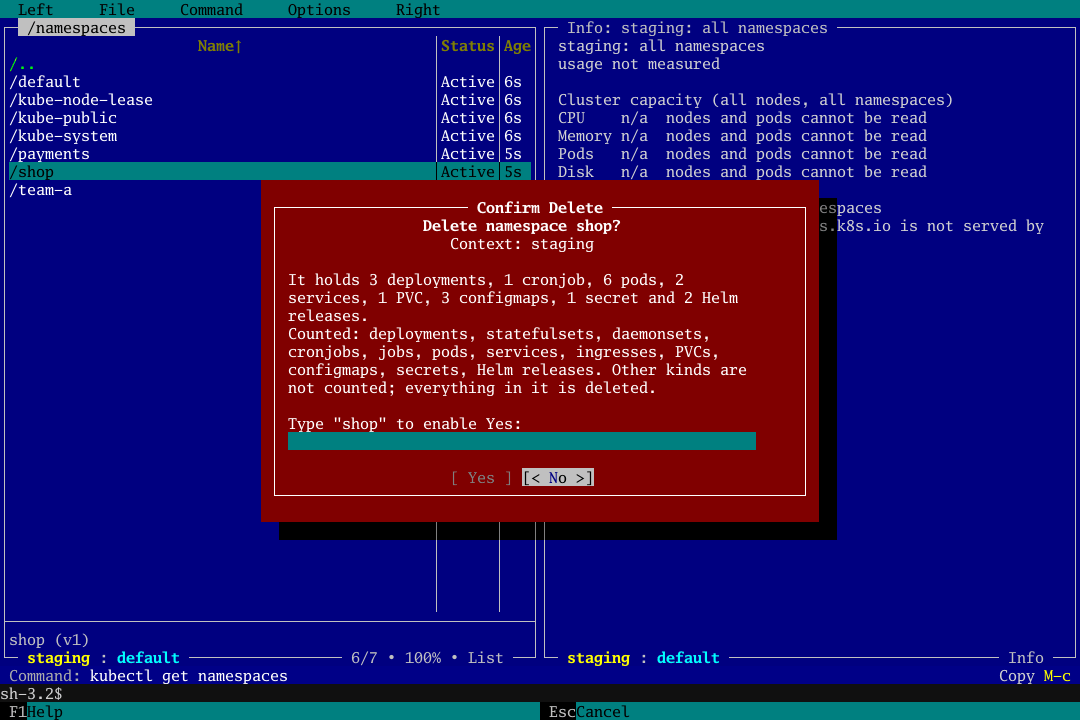 Left File Command Options Right
/namespaces
Name↑ Status Age
/..
/default Active 6s
/kube-node-lease Active 6s
/kube-public Active 6s
/kube-system Active 6s
/payments Active 5s
/shop Active 5s
/team-a
Info: staging: all namespaces
staging: all namespaces
usage not measured
Cluster capacity (all nodes, all namespaces)
CPU n/a nodes and pods cannot be read
Memory n/a nodes and pods cannot be read
Pods n/a nodes and pods cannot be read
Disk n/a nodes and pods cannot be read
espaces
s.k8s.io is not served by
Confirm Delete
Delete namespace shop?
Context: staging
It holds 3 deployments, 1 cronjob, 6 pods, 2
services, 1 PVC, 3 configmaps, 1 secret and 2 Helm
releases.
Counted: deployments, statefulsets, daemonsets,
cronjobs, jobs, pods, services, ingresses, PVCs,
configmaps, secrets, Helm releases. Other kinds are
not counted; everything in it is deleted.
Type "shop" to enable Yes:
[ Yes ] [< No >]
shop (v1)
staging : default 6/7 • 100% • List
staging : default Info
Command: kubectl get namespaces Copy M-c
sh-3.2$
F1Help EscCancel